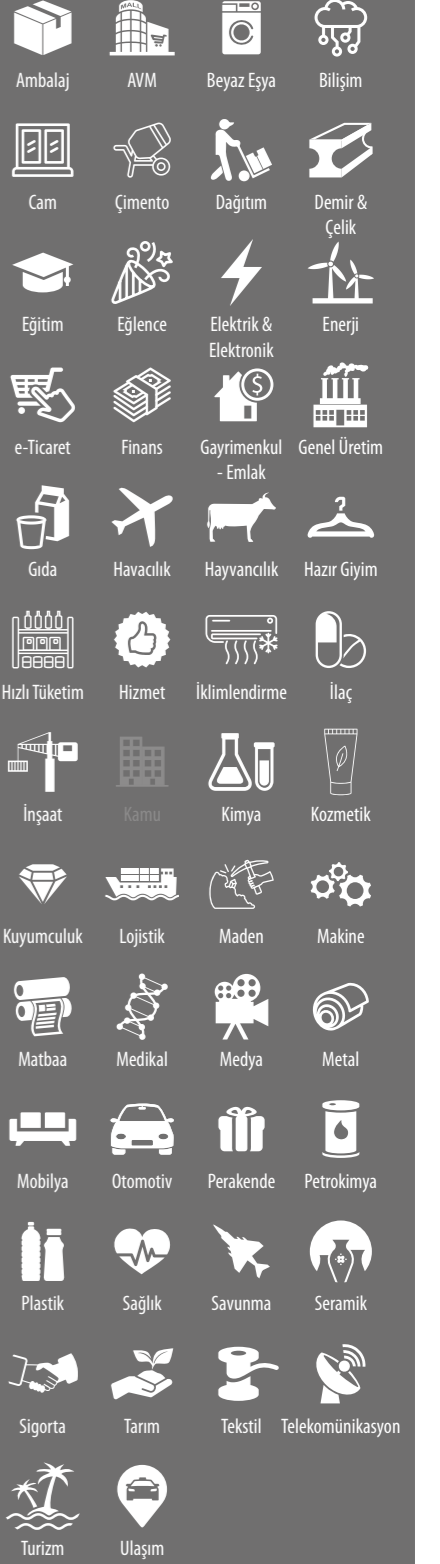 MALL
Ambalaj
AVM
Beyaz Eşya
Bilişim
Cam
Çimento
Dağıtım
Demir &
Çelik
Eğitim
Eğlence
Elektrik &
Elektronik
Enerji
e-Ticaret
Finans
Gayrimenkul
- Emlak
Genel Üretim
Gıda
Havacılık
Hayvancılık
Hazır Giyim
Hızlı Tüketim
Hizmet
İklimlendirme
İlaç
İnşaat
Kamu
Kimya
Kozmetik
Kuyumculuk
Lojistik
Maden
Makine
Matbaa
Medikal
Medya
Metal
Mobilya
Otomotiv
Perakende
Petrokimya
Plastik
Sağlık
Savunma
Seramik
Sigorta
Tarım
Tekstil
Telekomünikasyon
Turizm
Ulaşım